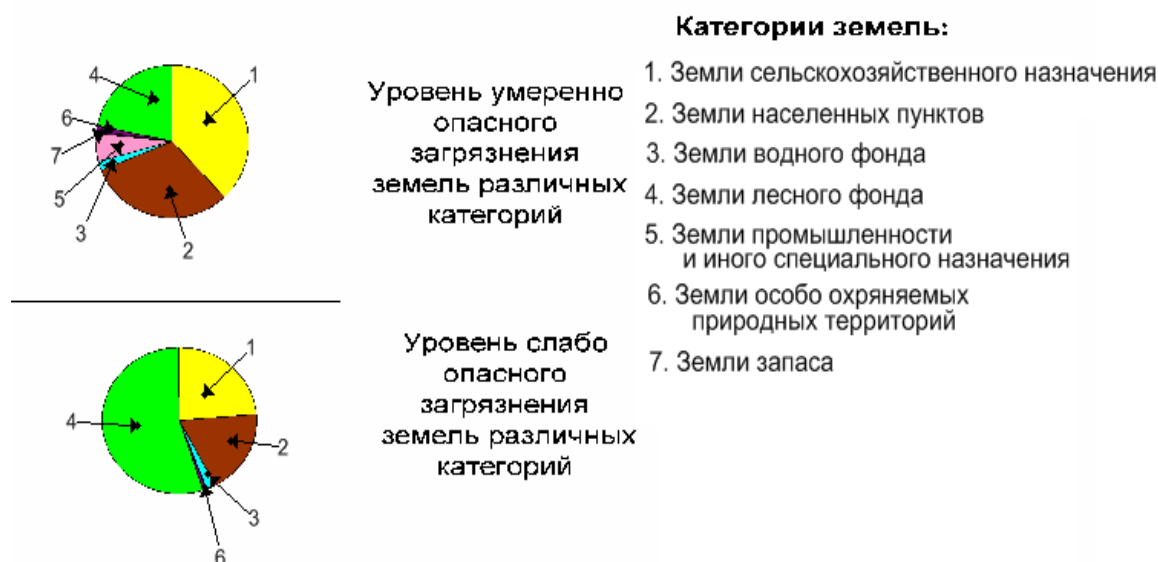 Категории земель:
4
1
6
7
5
3
2
Уровень умеренно
опасного
загрязнения
земель различных
категорий
1. Земли сельскохозяйственного назначения
2. Земли населенных пунктов
3. Земли водного фонда
4. Земли лесного фонда
5. Земли промышленности
и иного специального назначения
6. Земли особо охряняемых
природных территорий
7. Земли запаса
1
4
2
3
6
Уровень слабо
опасного
загрязнения
земель различных
категорий